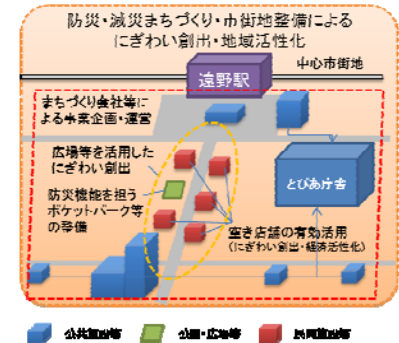 防災・減災まちづくり・市街地整備による
にぎわい創出・地域活性化
中心市街地
遠野駅
まちづくり会社等に
よる事業企画・運営
広場等を活用した
にぎわい創出
とぴあ庁舎
防災機能を担う
ポケットパーク等
の整備
空き店舗の有効活用
(にぎわい創出・経済活性化)
公共施設等
公園・広場等
民間施設等